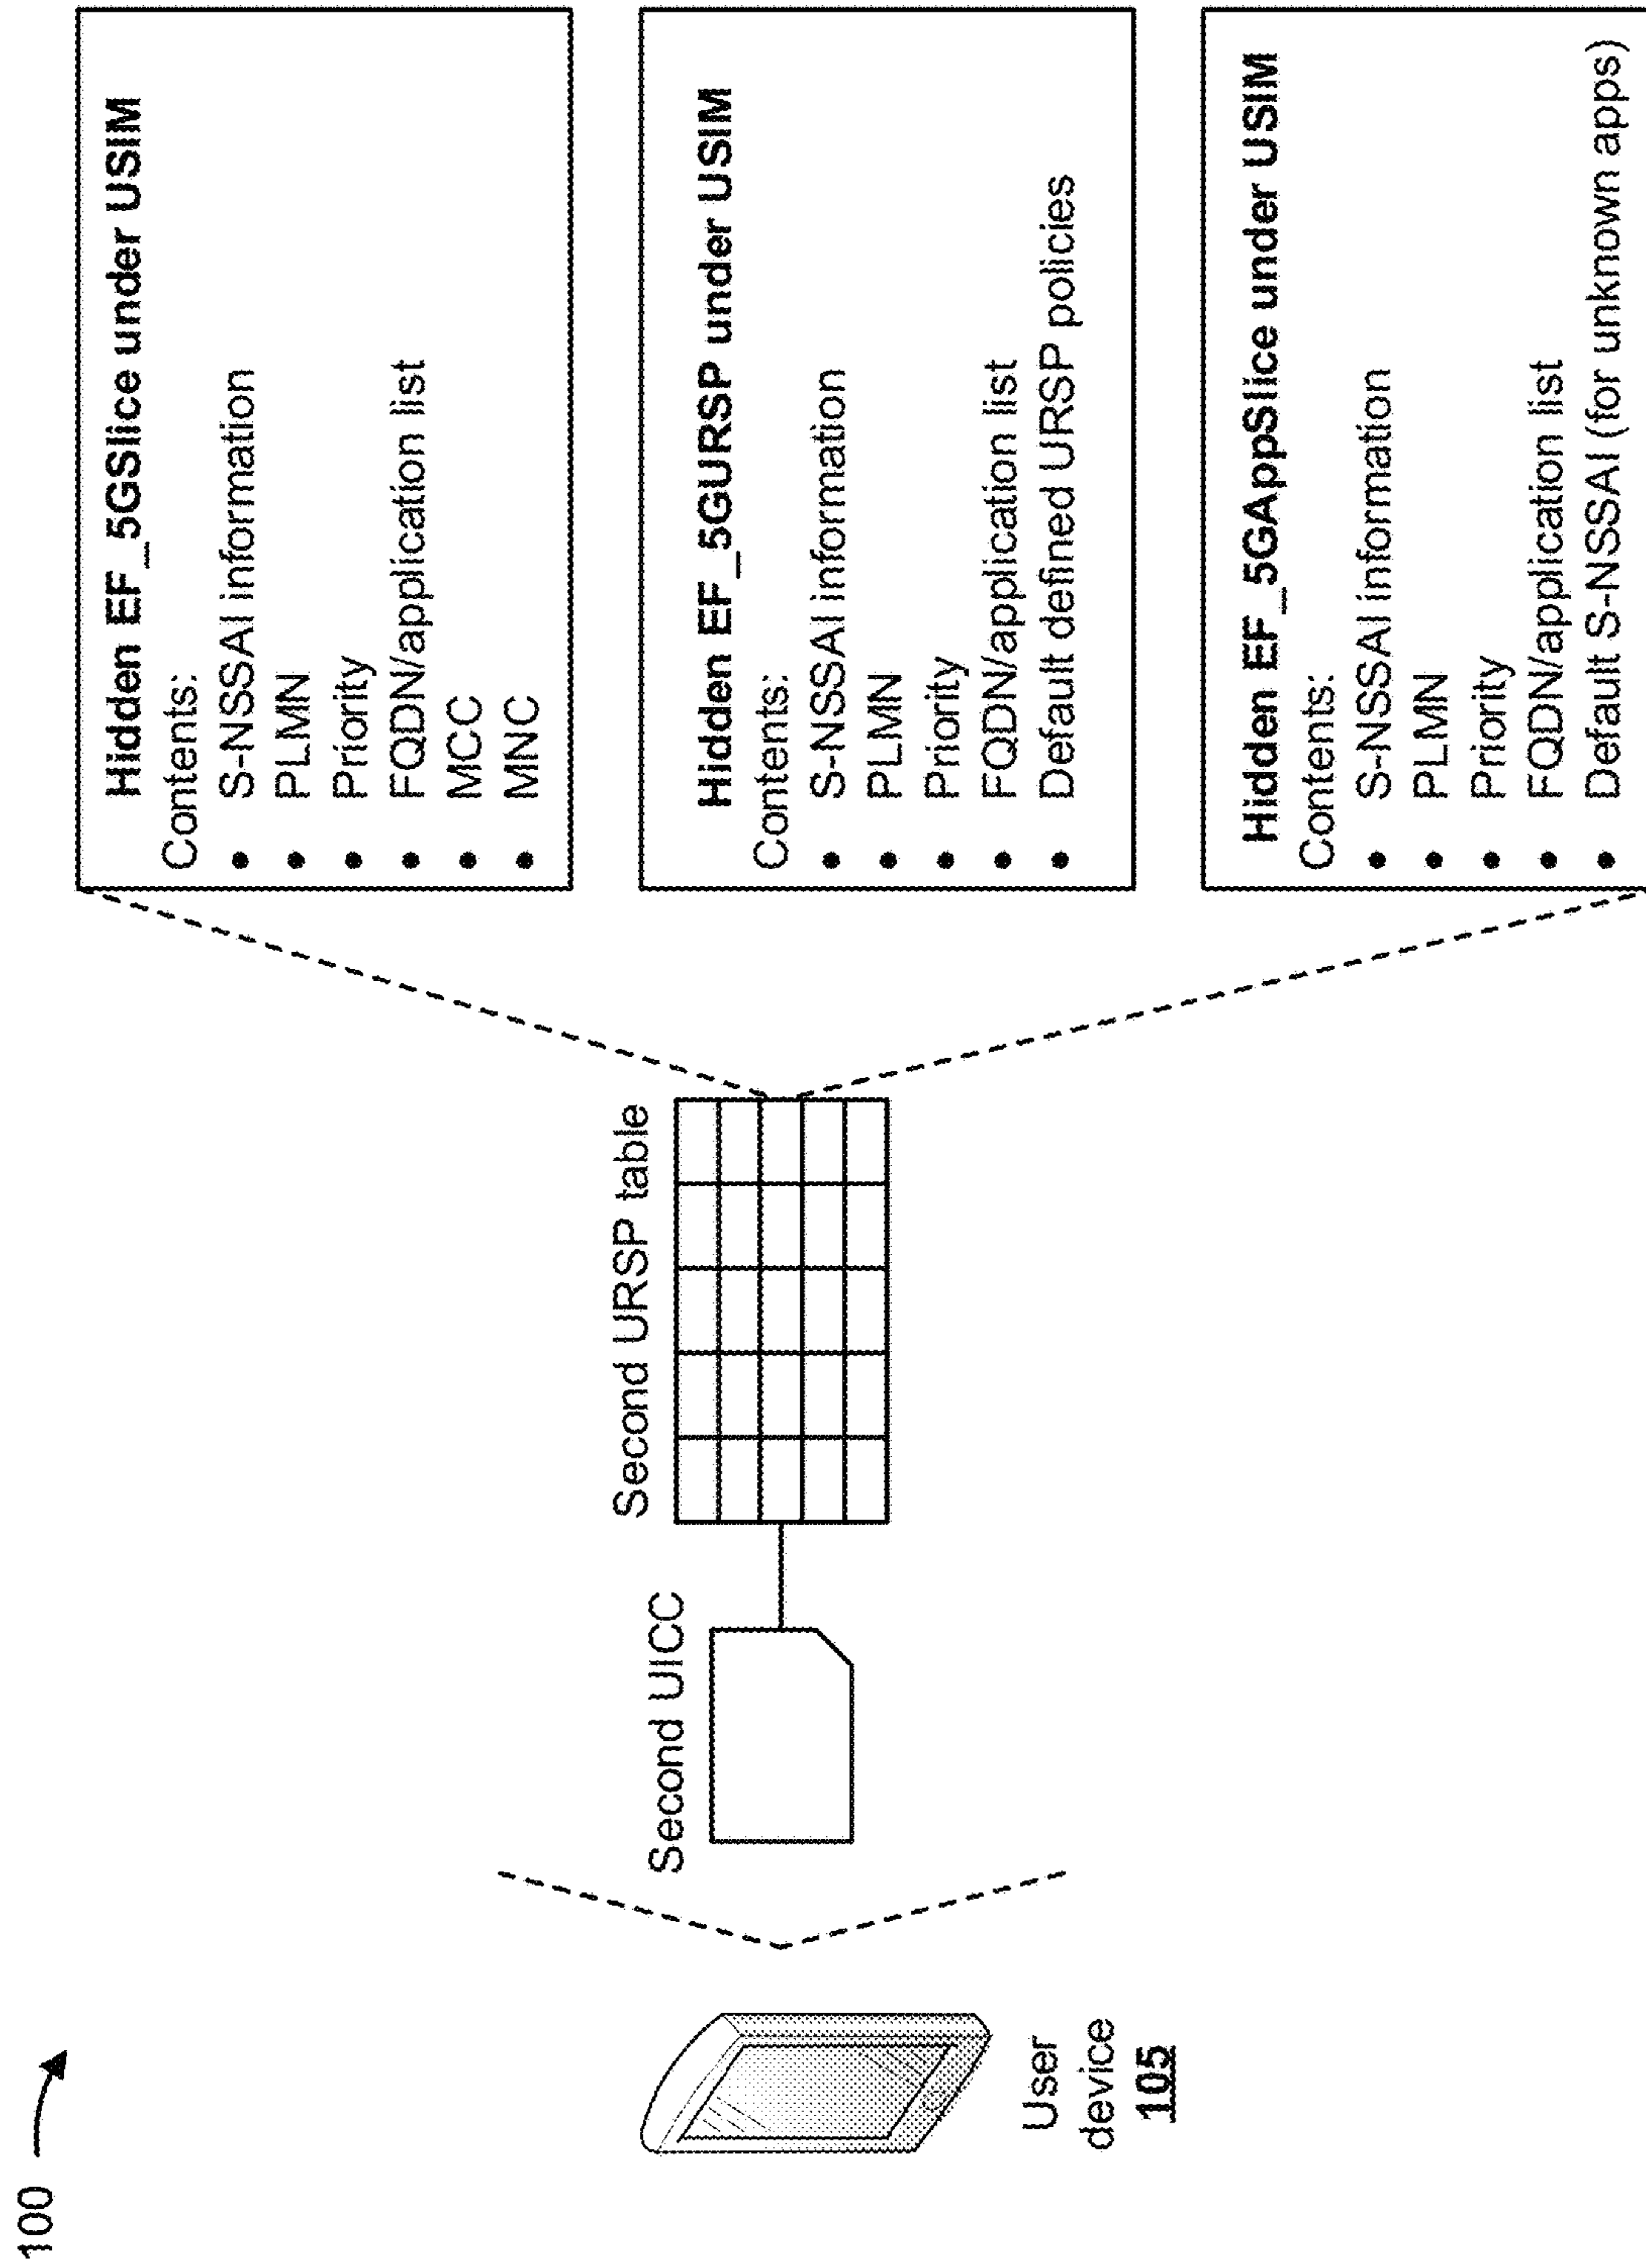 100
User
device
105
Second UICC
Second URSP table
Hidden EF_5GSlice under USIM
Contents:
• S-NSSAI information
• PLMN
• Priority
• FQDN/application list
• MCC
• MNC
Hidden EF_5GURSP under USIM
Contents:
• S-NSSAI information
• PLMN
• Priority
• FQDN/application list
• Default defined URSP policies
Hidden EF_5GAppSlice under USIM
Contents:
• S-NSSAI information
• PLMN
• Priority
• FQDN/application list
• Default S-NSSAI (for unknown apps)